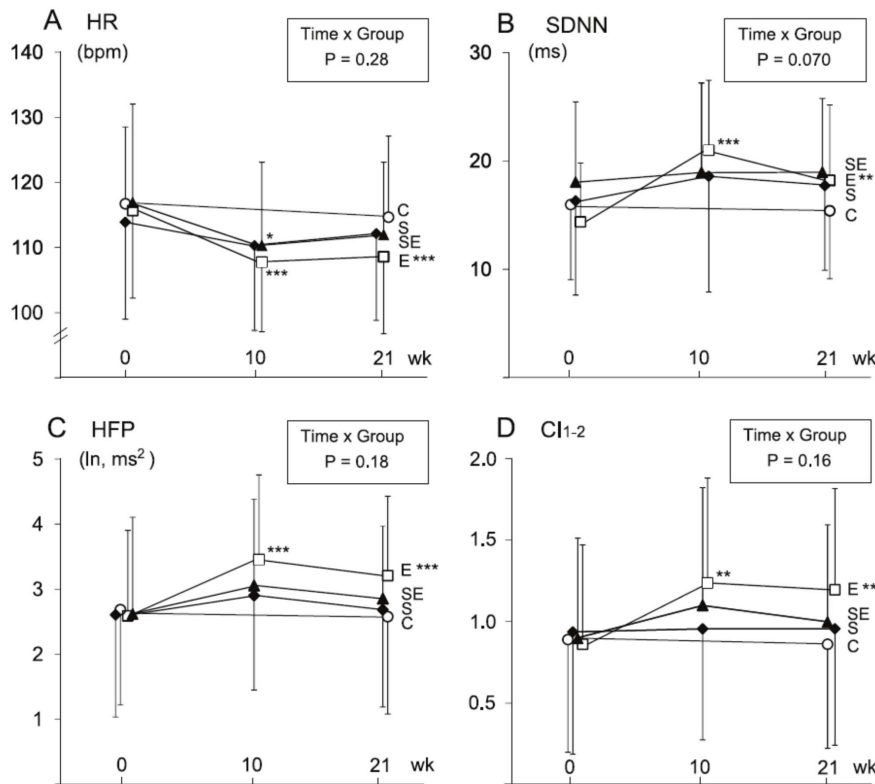 A HR
(bpm)
Time x Group
P = 0.28
140
130
120
110
100
*
***
C
S
SE
E ***
0 10 21 wk
B SDNN
(ms)
Time x Group
P = 0.070
30
20
10
***
SE
E **
S
C
0 10 21 wk
C HFP
(ln, ms²)
Time x Group
P = 0.18
5
4
3
2
1
***
E ***
SE
S
C
0 10 21 wk
D CI1-2
Time x Group
P = 0.16
2.0
1.5
1.0
0.5
**
E **
SE
S
C
0 10 21 wk